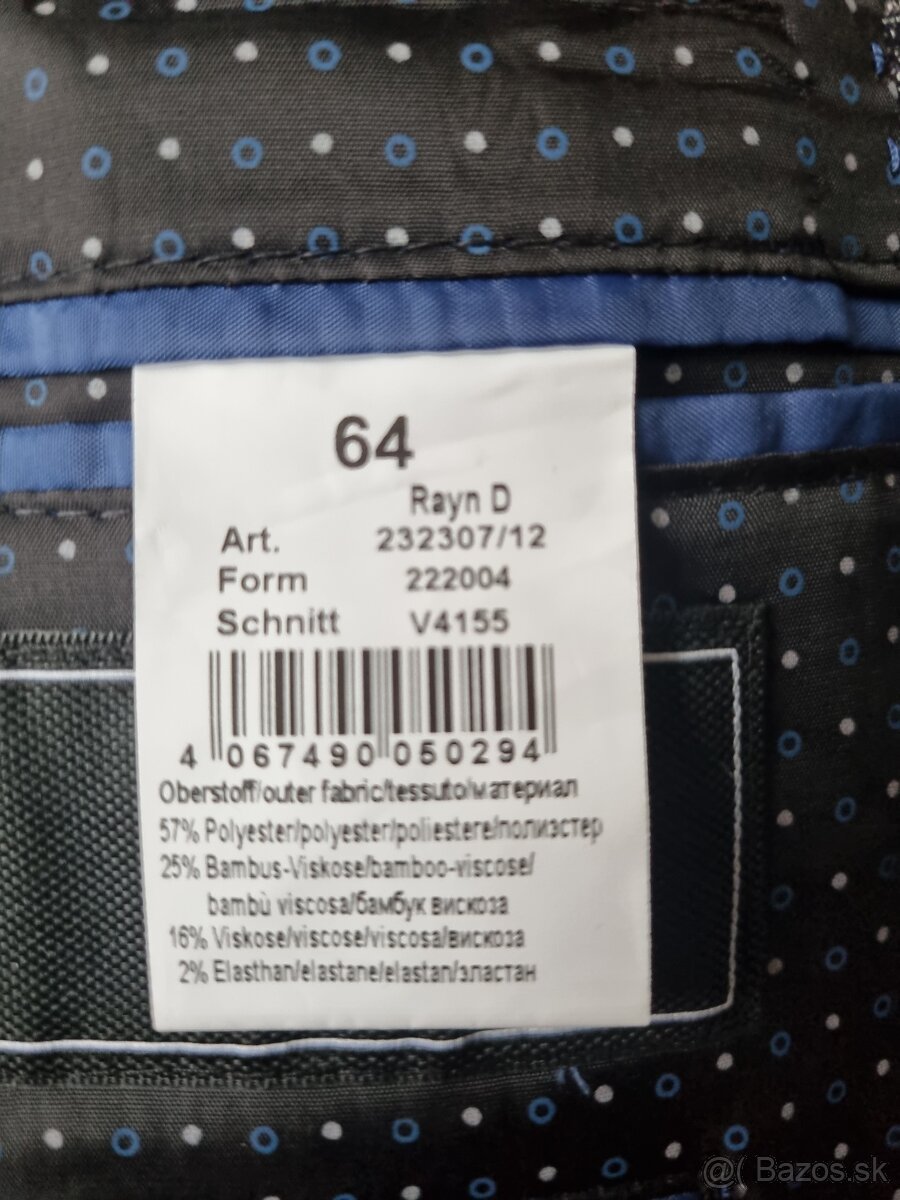 64
Rayn D
Art. 232307/12
Form 222004
Schnitt V4155
4 067490 050294
Oberstoff/outer fabric/tessuto/материал
57% Polyester/polyester/poliestere/полиэстер
25% Bambus-Viskose/bamboo-viscose/
bambù viscosa/бамбук вискоза
16% Viskose/viscose/viscosa/вискоза
2% Elasthan/elastane/elastan/эластан
@( Bazos.sk